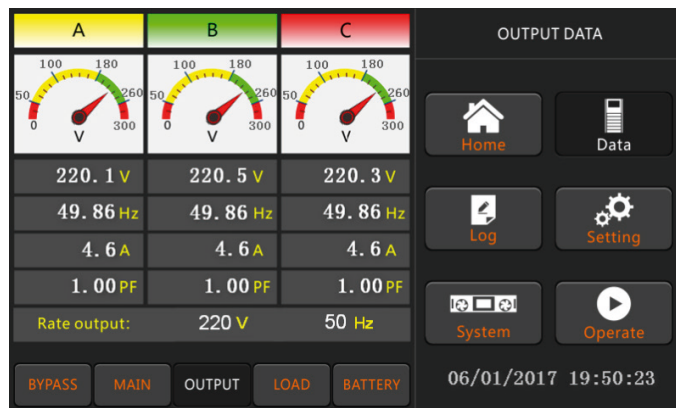 A B C
OUTPUT DATA
100 180 100 180 100 180
50 260 50 260 50 260
0 300 0 300 0 300
V V V
Home Data
220.1 V 220.5 V 220.3 V
49.86 Hz 49.86 Hz 49.86 Hz
Log Setting
4.6 A 4.6 A 4.6 A
1.00 PF 1.00 PF 1.00 PF
Rate output: 220 V 50 Hz
System Operate
BYPASS MAIN OUTPUT LOAD BATTERY
06/01/2017 19:50:23